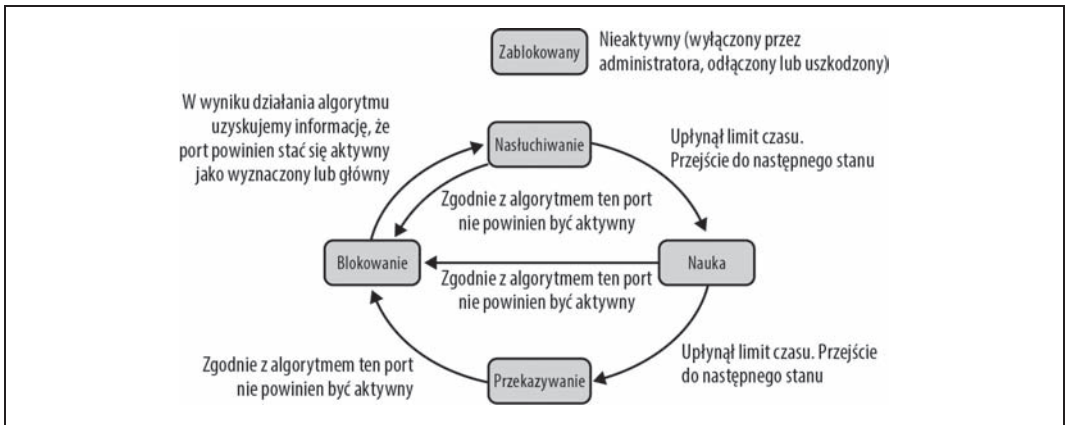 Zablokowany
Nieaktywny (wyłączony przez
administratora, odłączony lub uszkodzony)
W wyniku działania algorytmu
uzyskujemy informację, że
port powinien stać się aktywny
jako wyznaczony lub główny
Nasłuchiwanie
Upłynął limit czasu.
Przejście do następnego stanu
Zgodnie z algorytmem ten port
nie powinien być aktywny
Blokowanie
Nauka
Zgodnie z algorytmem ten port
nie powinien być aktywny
Zgodnie z algorytmem ten port
nie powinien być aktywny
Przekazywanie
Upłynął limit czasu. Przejście
do następnego stanu